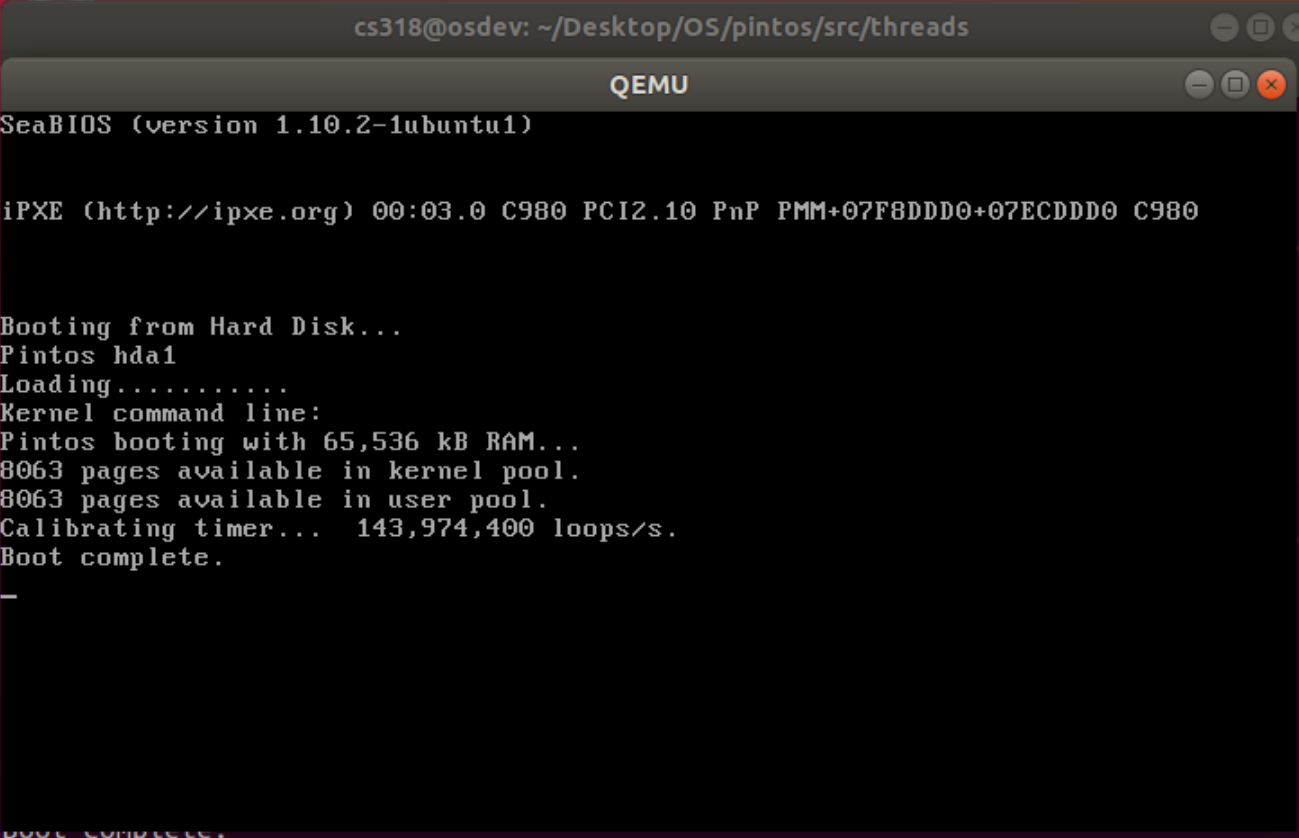 cs318@osdev: ~/Desktop/OS/pintos/src/threads
QEMU
SeaBIOS (version 1.10.2-1ubuntu1)
iPXE (http://ipxe.org) 00:03.0 C980 PCI2.10 PnP PMM+07F8DDD0+07ECDDD0 C980
Booting from Hard Disk...
Pintos hda1
Loading...........
Kernel command line:
Pintos booting with 65,536 kB RAM...
8063 pages available in kernel pool.
8063 pages available in user pool.
Calibrating timer...  143,974,400 loops/s.
Boot complete.
Boot complete.